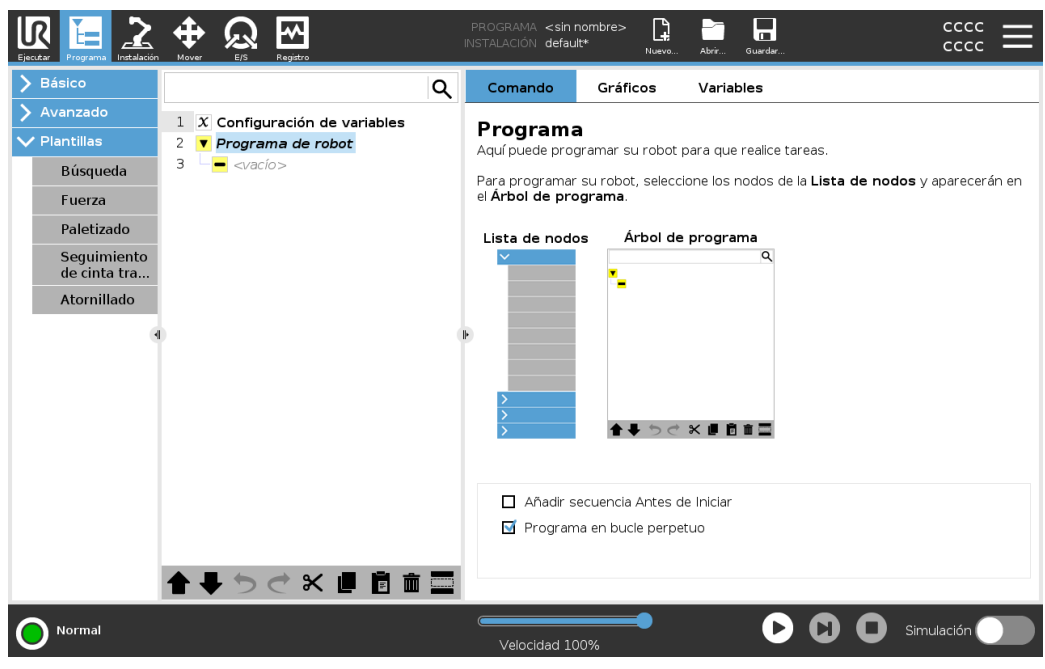 UR
PROGRAMA <sin nombre>
INSTALACIÓN default*
CCCC
CCCC
Ejecutar Programa Instalación Mover E/S Registro Nuevo... Abrir... Guardar...
Básico
Avanzado
Plantillas
Búsqueda
Fuerza
Paletizado
Seguimiento
de cinta tra...
Atornillado
1 X Configuración de variables
2 Programa de robot
3 <vacío>
Comando Gráficos Variables
Programa
Aquí puede programar su robot para que realice tareas.
Para programar su robot, seleccione los nodos de la Lista de nodos y aparecerán en
el Árbol de programa.
Lista de nodos Árbol de programa
Añadir secuencia Antes de Iniciar
Programa en bucle perpetuo
Normal
Velocidad 100%
Simulación